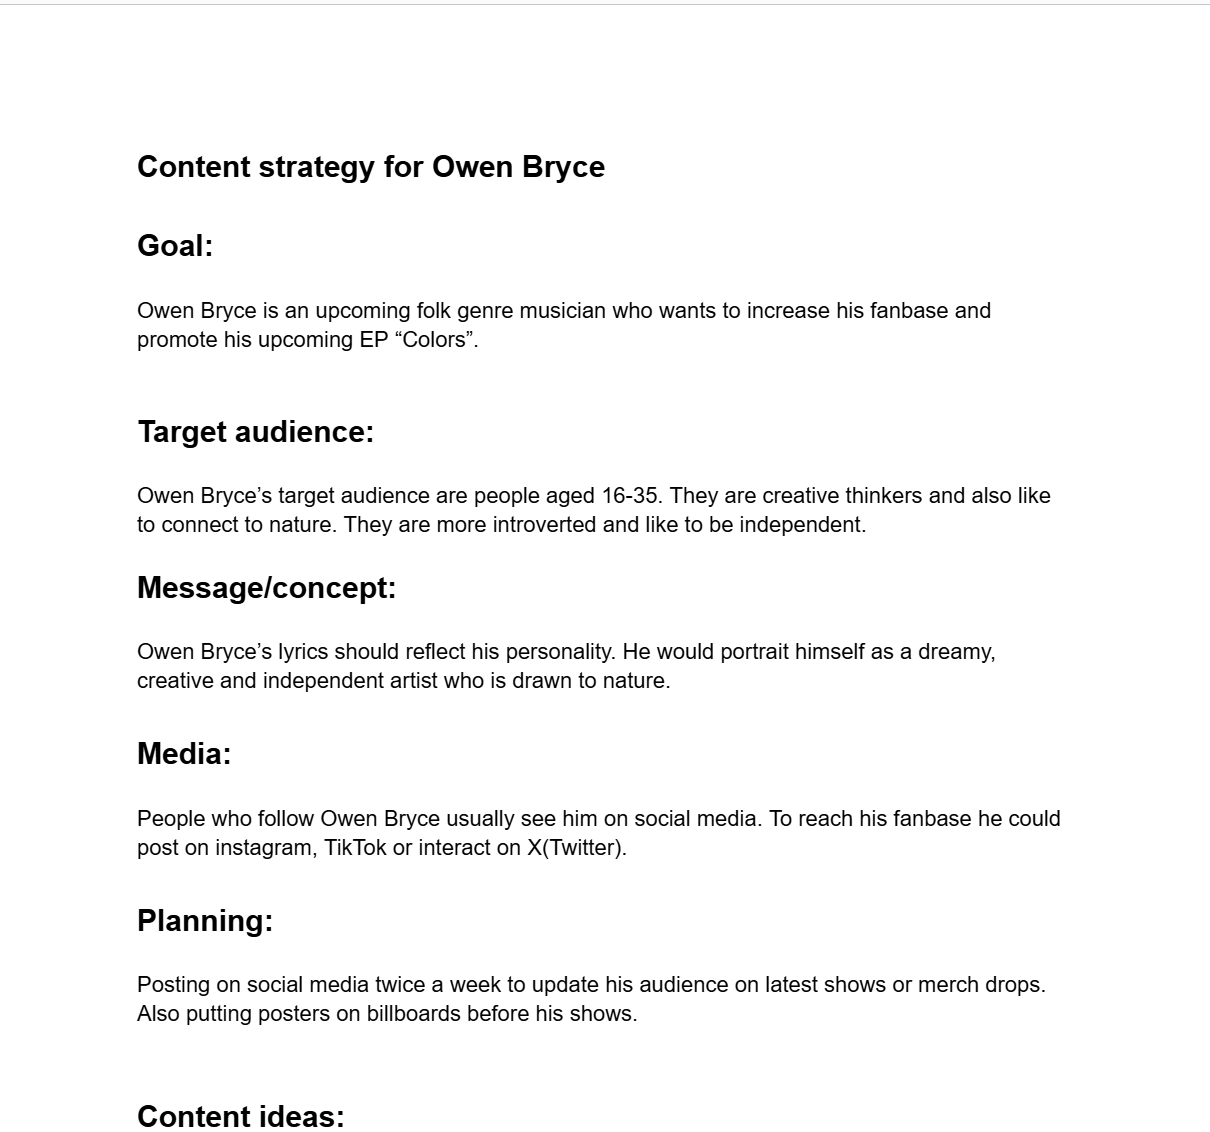 Content strategy for Owen Bryce
Goal:
Owen Bryce is an upcoming folk genre musician who wants to increase his fanbase and
promote his upcoming EP “Colors”.
Target audience:
Owen Bryce’s target audience are people aged 16-35. They are creative thinkers and also like
to connect to nature. They are more introverted and like to be independent.
Message/concept:
Owen Bryce’s lyrics should reflect his personality. He would portrait himself as a dreamy,
creative and independent artist who is drawn to nature.
Media:
People who follow Owen Bryce usually see him on social media. To reach his fanbase he could
post on instagram, TikTok or interact on X(Twitter).
Planning:
Posting on social media twice a week to update his audience on latest shows or merch drops.
Also putting posters on billboards before his shows.
Content ideas: